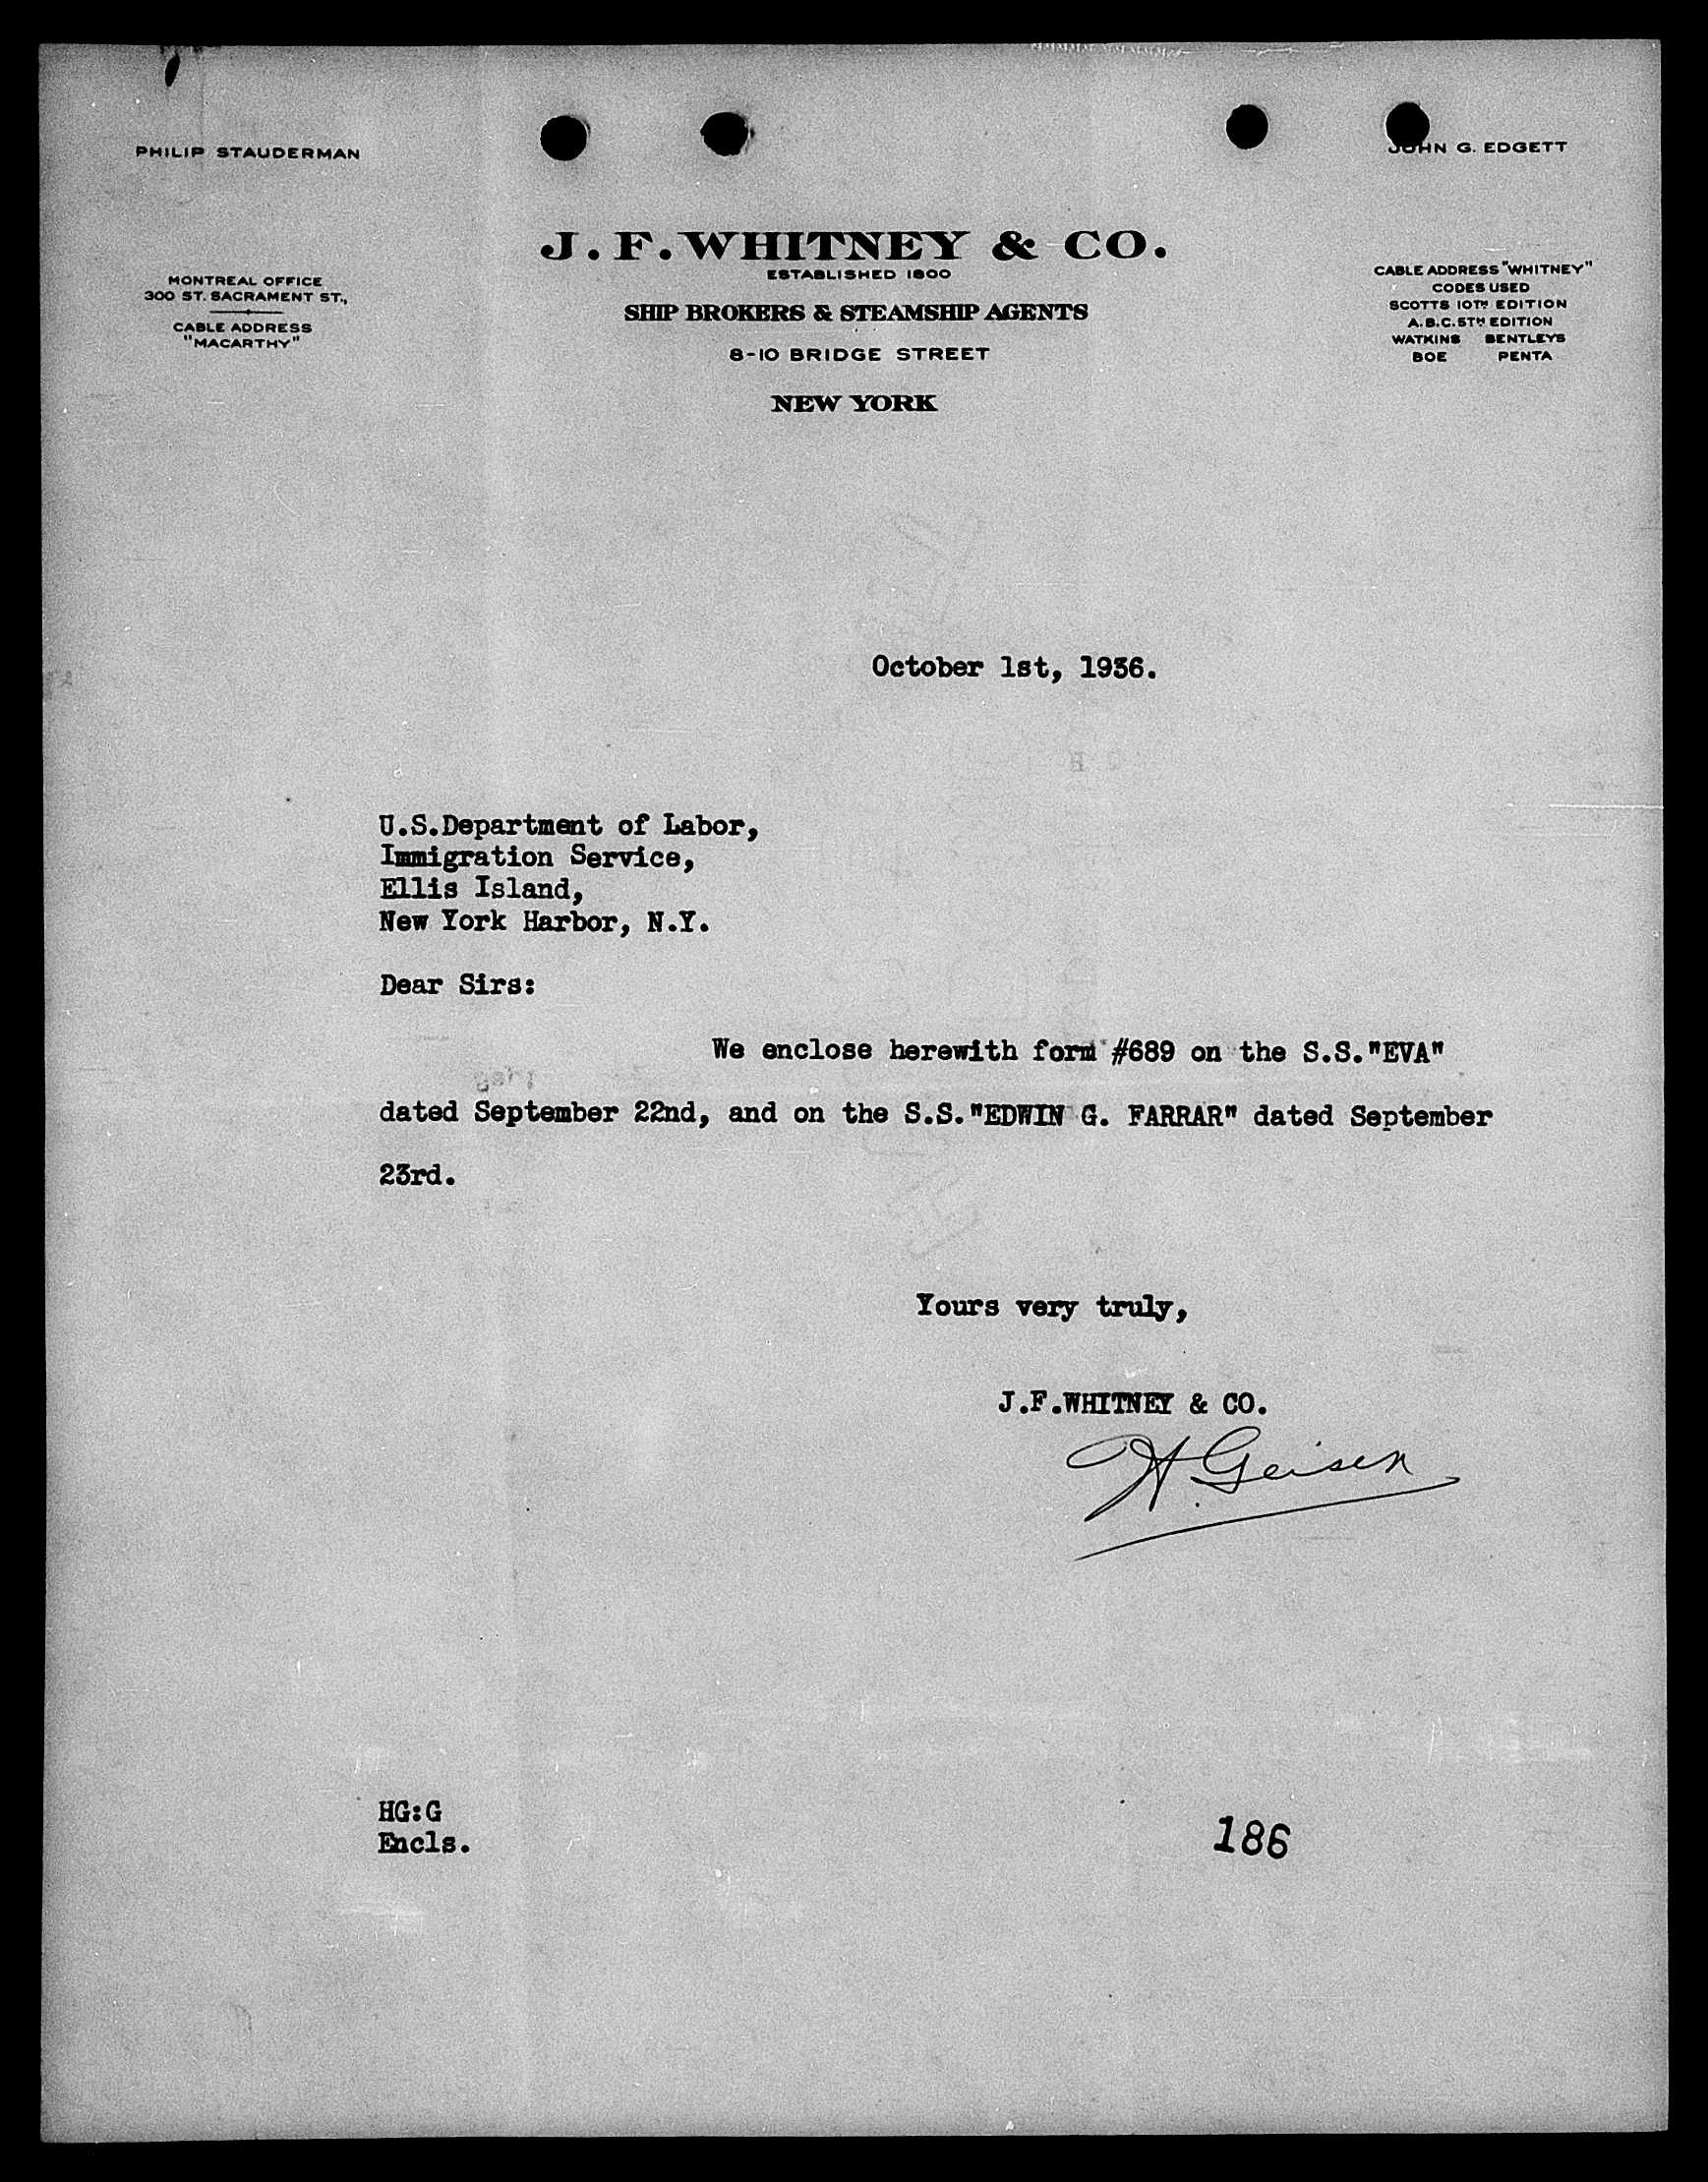 PHILIP STAUDERMAN
JOHN G. EDGETT
J. F. WHITNEY & CO.
ESTABLISHED 1800
SHIP BROKERS & STEAMSHIP AGENTS
8-10 BRIDGE STREET
NEW YORK
MONTREAL OFFICE
300 ST. SACRAMENT ST.,
CABLE ADDRESS
"MACARTHY"
CABLE ADDRESS "WHITNEY"
CODES USED
SCOTTS 10TH EDITION
A.B.C. 5TH EDITION
WATKINS BENTLEYS
BOE PENTA
October 1st, 1936.
U.S.Department of Labor,
Immigration Service,
Ellis Island,
New York Harbor, N.Y.
Dear Sirs:
We enclose herewith form #689 on the S.S."EVA"
dated September 22nd, and on the S.S."EDWIN G. FARRAR" dated September
23rd.
Yours very truly,
J.F.WHITNEY & CO.
H. Geisen
HG:G
Encls.
186